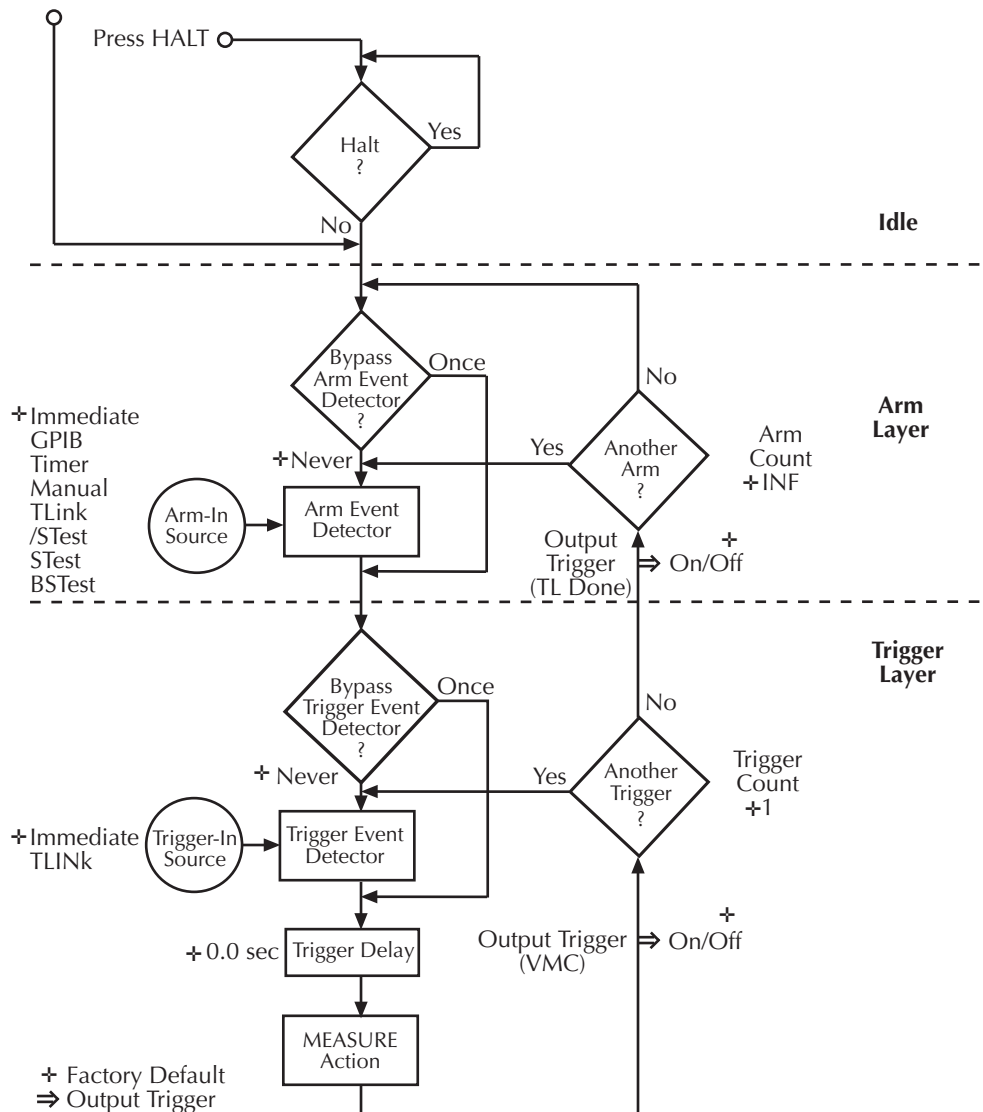 Press HALT
Halt
?
Yes
No
Idle
Bypass
Arm Event
Detector
?
Once
No
✛Immediate
GPIB
Timer
Manual
TLink
/STest
STest
BSTest
✛Never
Yes
Another
Arm
?
Arm
Count
✛INF
Arm
Layer
Arm-In
Source
Arm Event
Detector
Output
Trigger
(TL Done)
✛
⇒ On/Off
Trigger
Layer
Bypass
Trigger Event
Detector
?
Once
No
✛ Never
Yes
Another
Trigger
?
Trigger
Count
✛1
✛Immediate
TLINk
Trigger-In
Source
Trigger Event
Detector
✛ 0.0 sec
Trigger Delay
Output Trigger
(VMC)
✛
⇒ On/Off
MEASURE
Action
✛ Factory Default
⇒ Output Trigger